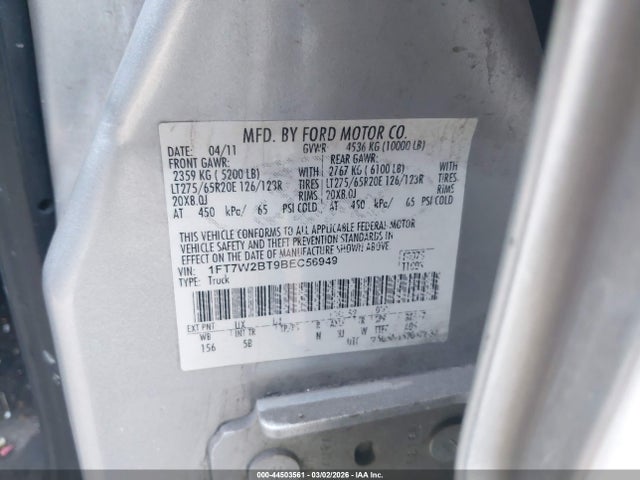 MFD. BY FORD MOTOR CO.
DATE: 04/11 GVWR 4536 KG (10000 LB)
FRONT GAWR: REAR GAWR:
2359 KG ( 5200 LB) WITH 2767 KG ( 6100 LB) WITH
LT275/65R20E 126/123R TIRES LT275/65R20E 126/123R TIRES
20X8.0J RIMS 20X8.0J RIMS
AT 450 kPa/ 65 PSI COLD AT 450 kPa/ 65 PSI COLD
THIS VEHICLE CONFORMS TO ALL APPLICABLE FEDERAL MOTOR
VEHICLE SAFETY AND THEFT PREVENTION STANDARDS IN
EFFECT ON THE DATE OF MANUFACTURE SHOWN ABOVE.
VIN: 1FT7W2BT9BEC56949
TYPE: Truck
EXT PNT
WB INT TR
156 5B
000-44503561 - 03/02/2026 - IAA Inc.